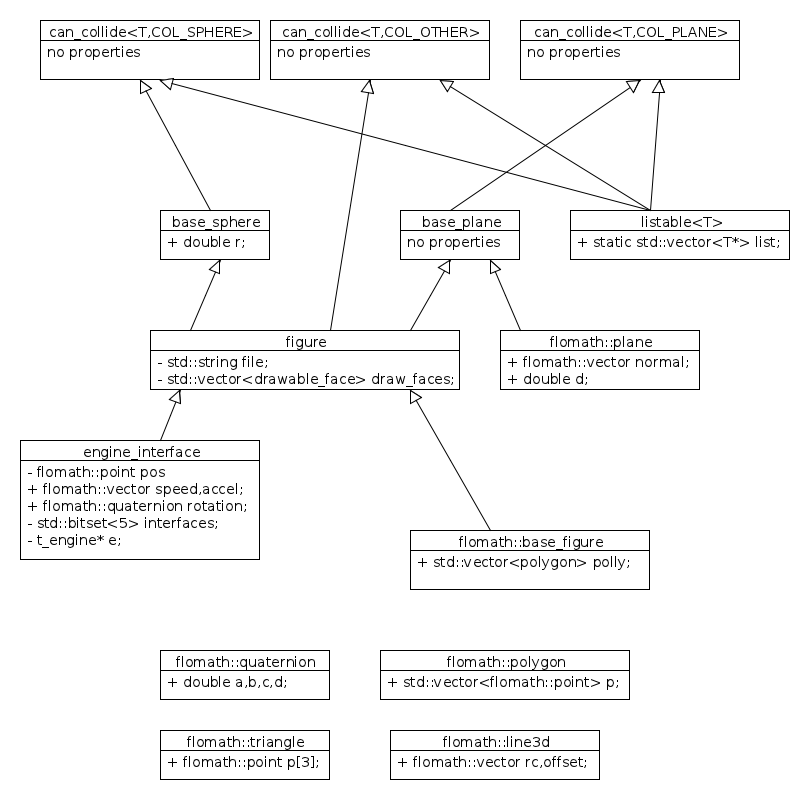 can_collide<T,COL_SPHERE>
no properties
can_collide<T,COL_OTHER>
no properties
can_collide<T,COL_PLANE>
no properties
base_sphere
+ double r;
base_plane
no properties
listable<T>
+ static std::vector<T*> list;
figure
- std::string file;
- std::vector<drawable_face> draw_faces;
flomath::plane
+ flomath::vector normal;
+ double d;
engine_interface
- flomath::point pos
+ flomath::vector speed,accel;
+ flomath::quaternion rotation;
- std::bitset<5> interfaces;
- t_engine* e;
flomath::base_figure
+ std::vector<polygon> polly;
flomath::quaternion
+ double a,b,c,d;
flomath::polygon
+ std::vector<flomath::point> p;
flomath::triangle
+ flomath::point p[3];
flomath::line3d
+ flomath::vector rc,offset;